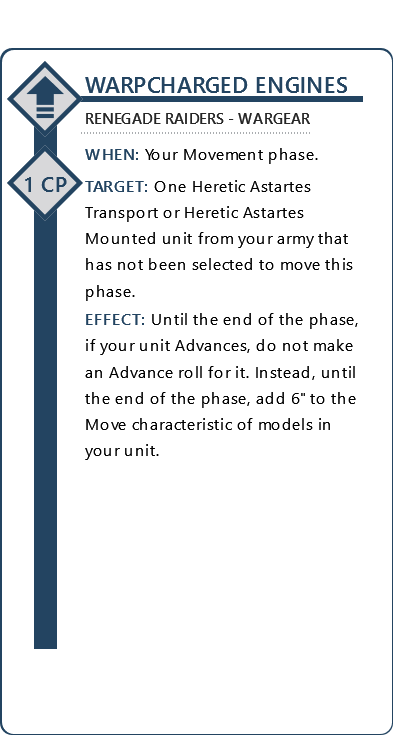 WARPCHARGED ENGINES
RENEGADE RAIDERS - WARGEAR
WHEN: Your Movement phase.
1 CP
TARGET: One Heretic Astartes
Transport or Heretic Astartes
Mounted unit from your army that
has not been selected to move this
phase.
EFFECT: Until the end of the phase,
if your unit Advances, do not make
an Advance roll for it. Instead, until
the end of the phase, add 6" to the
Move characteristic of models in
your unit.